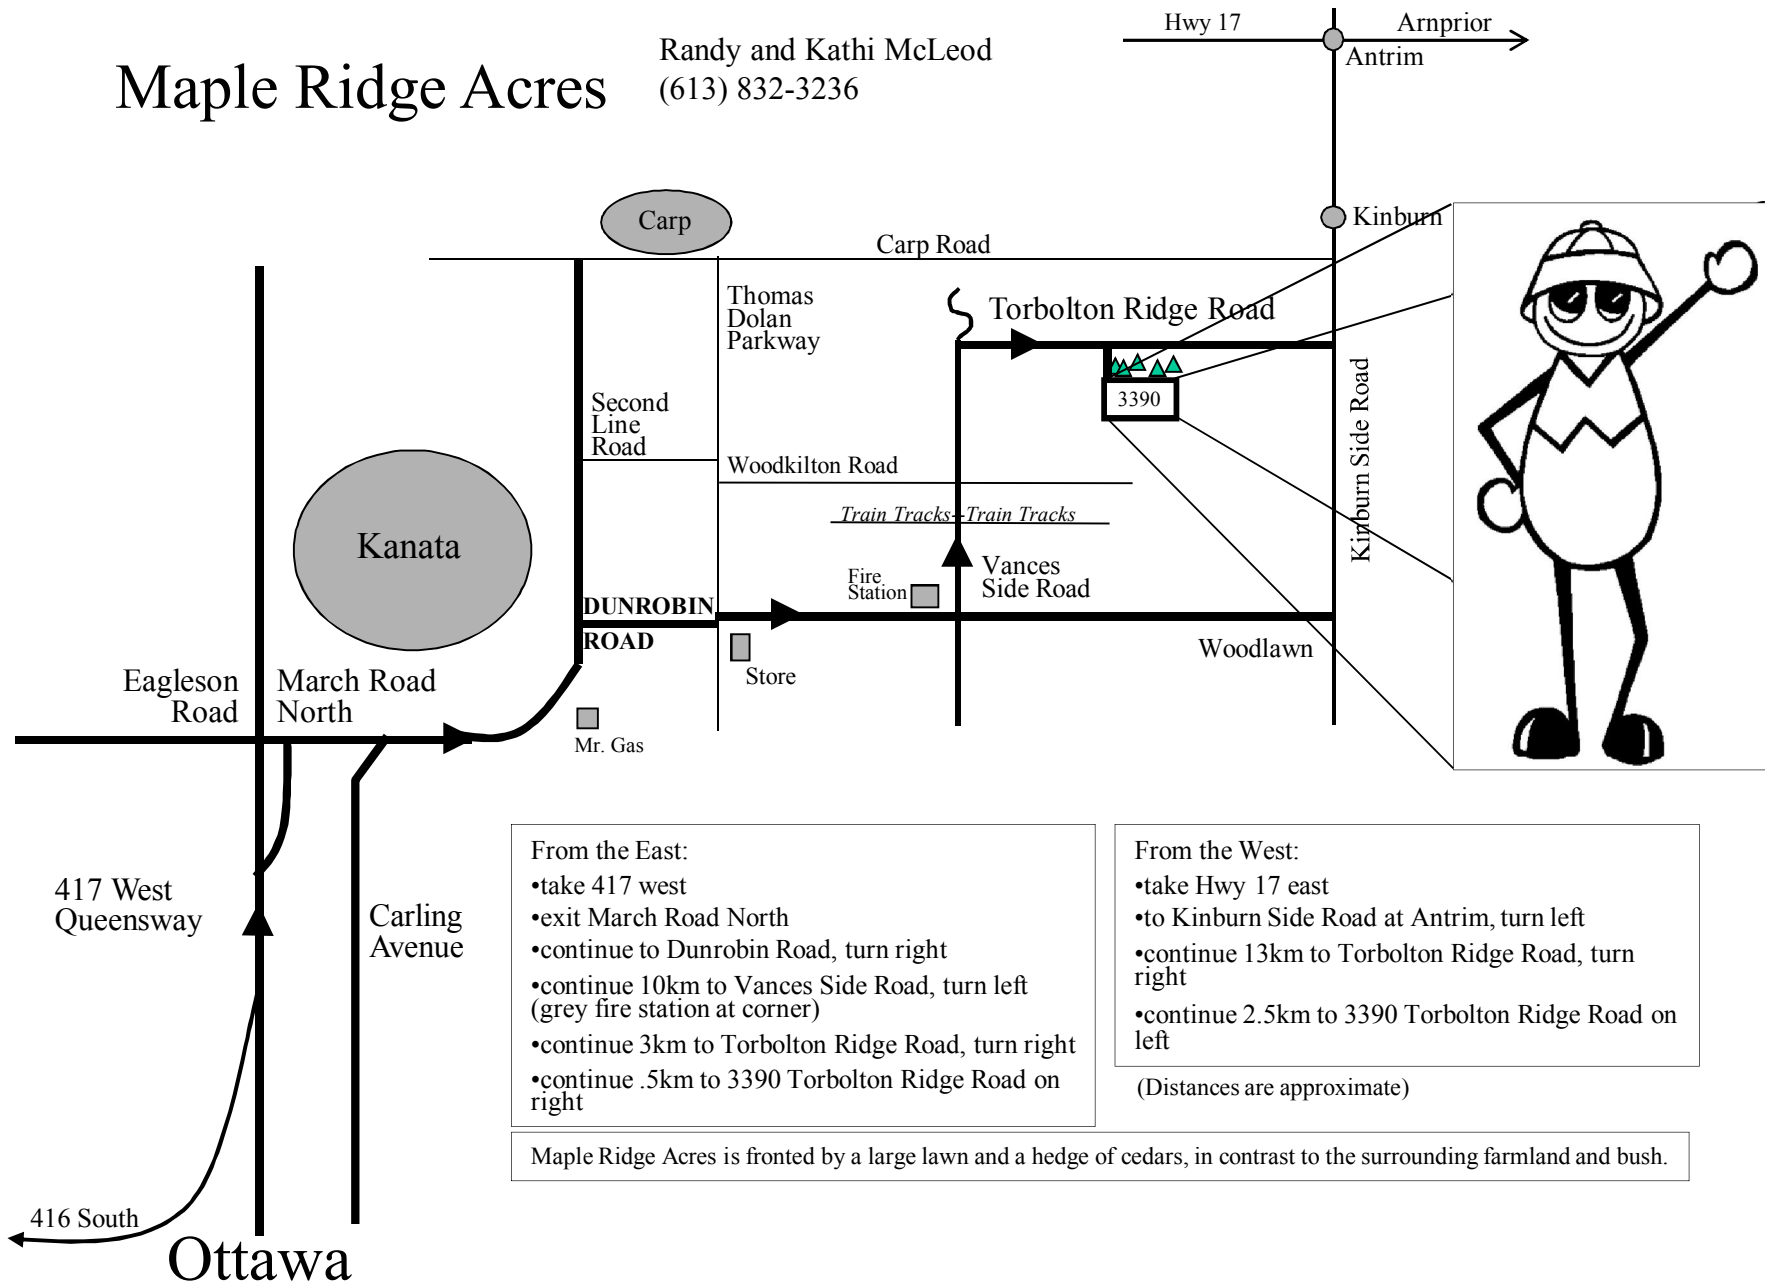 Maple Ridge Acres
Randy and Kathi McLeod
(613) 832-3236
Hwy 17
Arnprior
Antrim
Kinburn
Carp
Carp Road
Thomas
Dolan
Parkway
Torbolton Ridge Road
3390
Second
Line
Road
Woodkilton Road
Train Tracks--Train Tracks
Kinburn Side Road
Kanata
Fire
Station
Vances
Side Road
DUNROBIN
ROAD
Woodlawn
Store
Eagleson
Road
March Road
North
Mr. Gas
417 West
Queensway
Carling
Avenue
416 South
Ottawa
From the East:
•take 417 west
•exit March Road North
•continue to Dunrobin Road, turn right
•continue 10km to Vances Side Road, turn left
(grey fire station at corner)
•continue 3km to Torbolton Ridge Road, turn right
•continue .5km to 3390 Torbolton Ridge Road on
right
From the West:
•take Hwy 17 east
•to Kinburn Side Road at Antrim, turn left
•continue 13km to Torbolton Ridge Road, turn
right
•continue 2.5km to 3390 Torbolton Ridge Road on
left
(Distances are approximate)
Maple Ridge Acres is fronted by a large lawn and a hedge of cedars, in contrast to the surrounding farmland and bush.